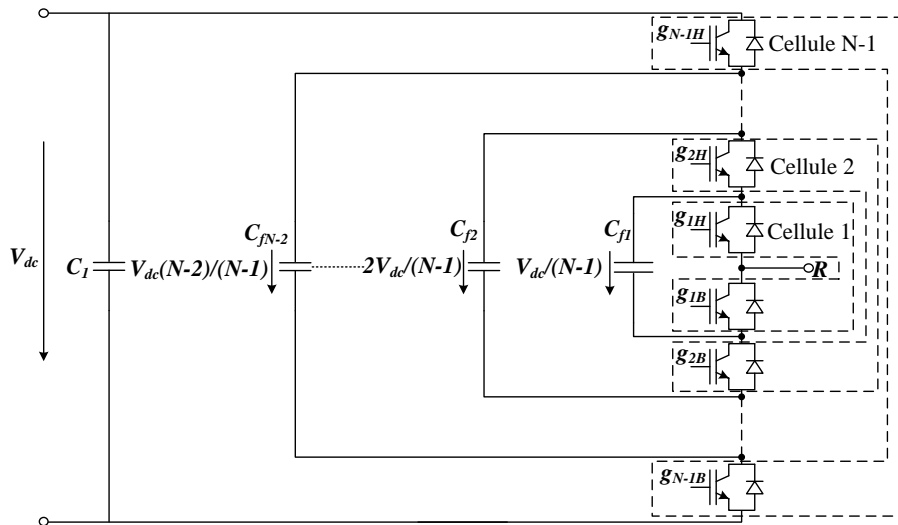 g_{N-1H}
Cellule N-1
g_{2H}
Cellule 2
g_{1H}
Cellule 1
C_{fN-2}
C_{f2}
C_{f1}
V_{dc}
C_1
V_{dc}(N-2)/(N-1)
2V_{dc}/(N-1)
V_{dc}/(N-1)
R
g_{1B}
g_{2B}
g_{N-1B}